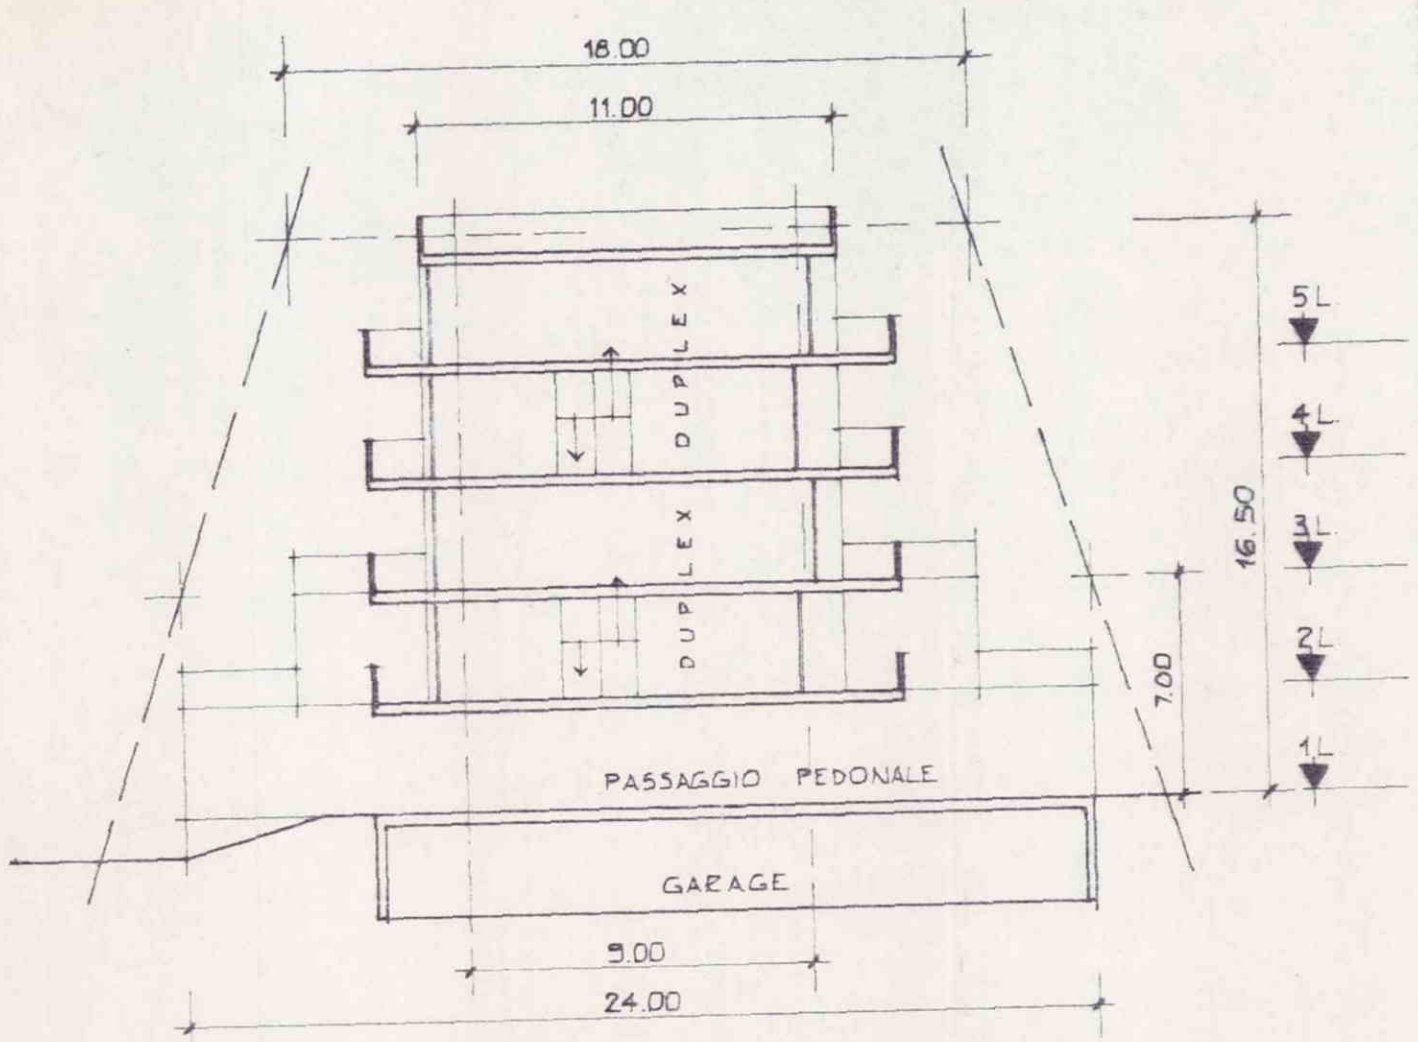 18.00
11.00
5L
4L
3L
2L
1L
16.50
7.00
DUPLEX
DUPLEX
PASSAGGIO PEDONALE
GARAGE
9.00
24.00